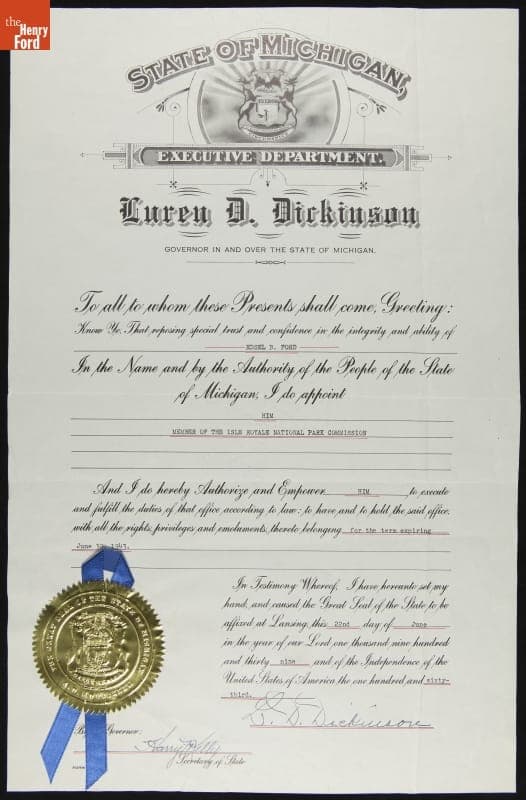 the
Henry
Ford
STATE OF MICHIGAN,
EXECUTIVE DEPARTMENT.
Luren D. Dickinson
GOVERNOR IN AND OVER THE STATE OF MICHIGAN.
To all to whom these Presents shall come, Greeting:
Know Ye, That reposing special trust and confidence in the integrity and ability of
EDSEL B. FORD
In the Name and by the Authority of the People of the State
of Michigan, I do appoint
HIM
MEMBER OF THE ISLE ROYALE NATIONAL PARK COMMISSION
And I do hereby Authorize and Empower HIM, to execute
and fulfill the duties of that office according to law; to have and to hold the said office,
with all the rights, privileges and emoluments, thereto belonging for the term expiring
June 1943.
In Testimony Whereof, I have hereunto set my
hand, and caused the Great Seal of the State to be
affixed at Lansing, this 22nd day of June
in the year of our Lord one thousand nine hundred
and thirty nine and of the Independence of the
United States of America the one hundred and sixty-
third.
L. D. Dickinson
Governor:
Harry F. Kelly
Secretary of State